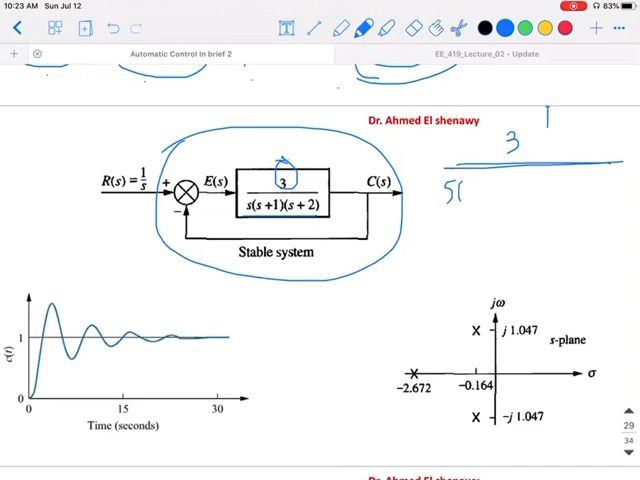 10:23 AM Sun Jul 12
83%
Automatic Control In brief 2
EE_419_Lecture_02 - Update
Dr. Ahmed El shenawy
3
R(s) = 1/s
+
E(s)
3
s(s+1)(s+2)
C(s)
−
Stable system
c(t)
1
0
0
15
30
Time (seconds)
jω
j1.047
s-plane
σ
-2.672
-0.164
-j1.047
29
34